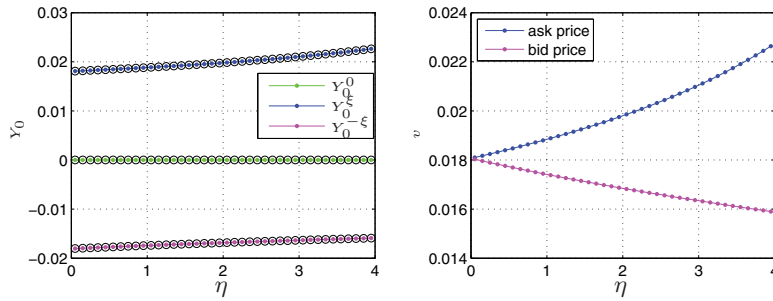 0.03
0.02
0.01
0
−0.01
−0.02
0 1 2 3 4
η
Y₀
Y₀⁰
Y₀^ξ
Y₀^−ξ
0.024
0.022
0.02
0.018
0.016
0.014
0 1 2 3 4
η
v
ask price
bid price